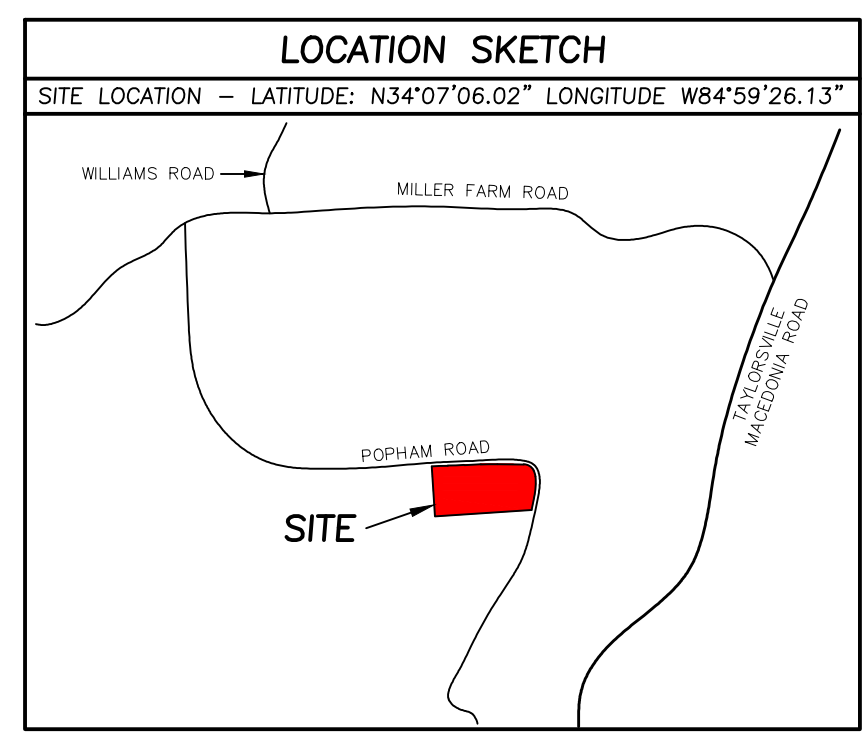 LOCATION SKETCH
SITE LOCATION – LATITUDE: N34°07'06.02" LONGITUDE W84°59'26.13"
WILLIAMS ROAD
MILLER FARM ROAD
TAYLORSVILLE
MACEDONIA ROAD
POPHAM ROAD
SITE